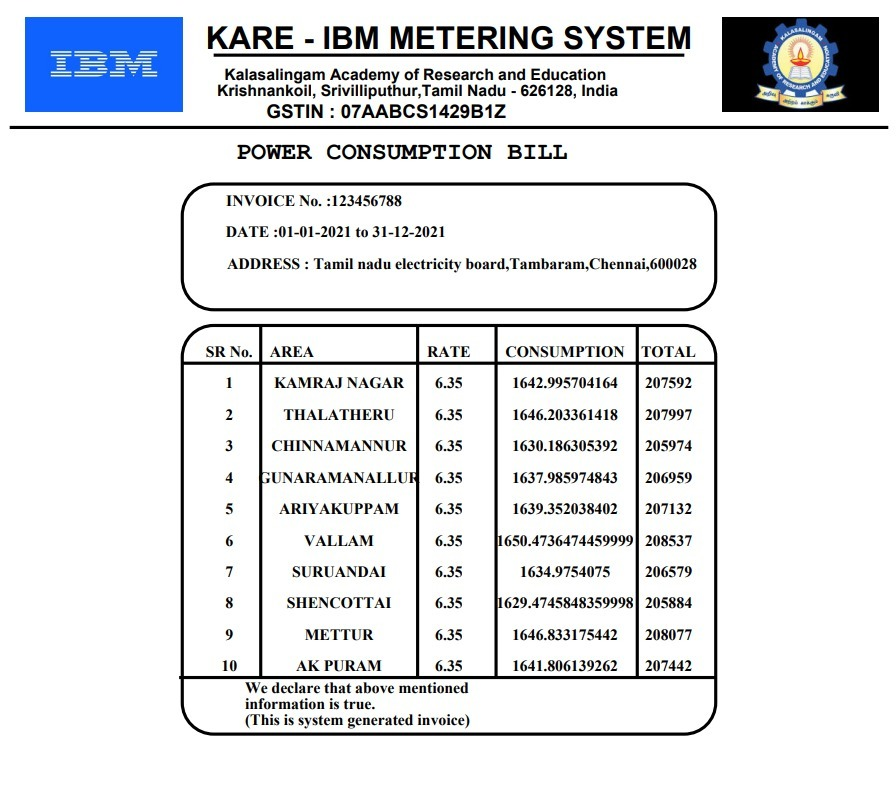 IBM
KARE - IBM METERING SYSTEM
Kalasalingam Academy of Research and Education
Krishnankoil, Srivilliputhur,Tamil Nadu - 626128, India
GSTIN : 07AABCS1429B1Z
KALASALINGAM
ACADEMY OF RESEARCH AND EDUCATION
POWER CONSUMPTION BILL
INVOICE No. :123456788
DATE :01-01-2021 to 31-12-2021
ADDRESS : Tamil nadu electricity board,Tambaram,Chennai,600028
SR No. AREA RATE CONSUMPTION TOTAL
1 KAMRAJ NAGAR 6.35 1642.995704164 207592
2 THALATHERU 6.35 1646.203361418 207997
3 CHINNAMANNUR 6.35 1630.186305392 205974
4 GUNARAMANALLUR 6.35 1637.985974843 206959
5 ARIYAKUPPAM 6.35 1639.352038402 207132
6 VALLAM 6.35 1650.4736474459999 208537
7 SURUANDAI 6.35 1634.9754075 206579
8 SHENCOTTAI 6.35 1629.4745848359998 205884
9 METTUR 6.35 1646.833175442 208077
10 AK PURAM 6.35 1641.806139262 207442
We declare that above mentioned
information is true.
(This is system generated invoice)